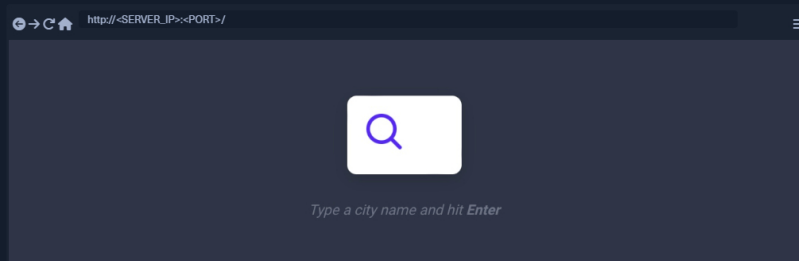 http://<SERVER_IP>:<PORT>/
Type a city name and hit Enter